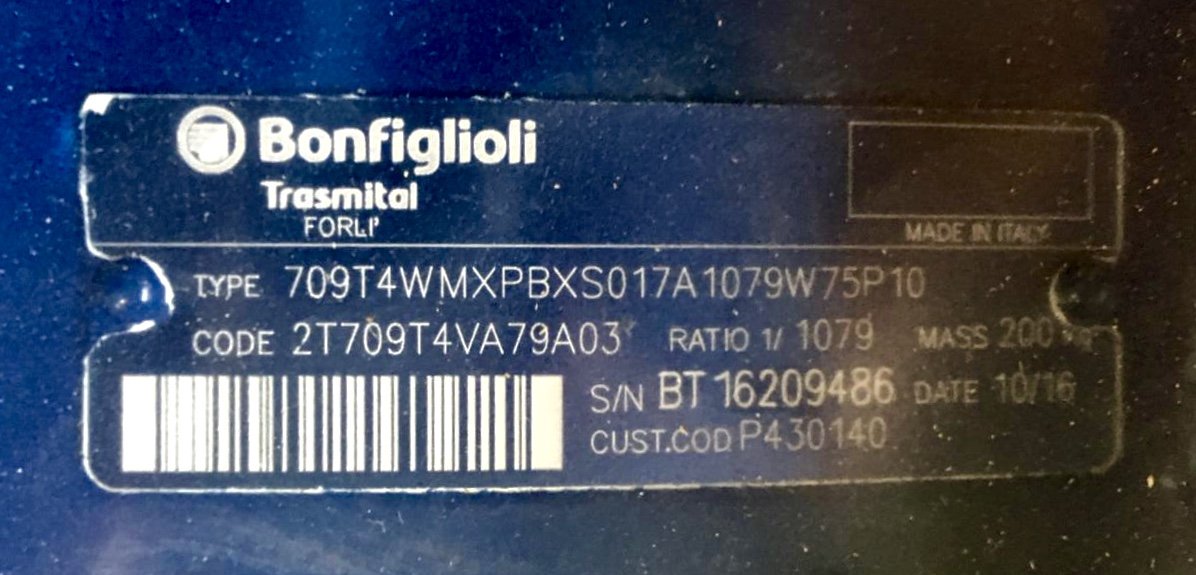 Bonfiglioli
Trasmital
FORLI'
MADE IN ITALY
TYPE 709T4WMXPBXS017A1079W75P10
CODE 2T709T4VA79A03 RATIO 1/ 1079 MASS 200 kg
S/N BT 16209486 DATE 10/16
CUST.COD P430140